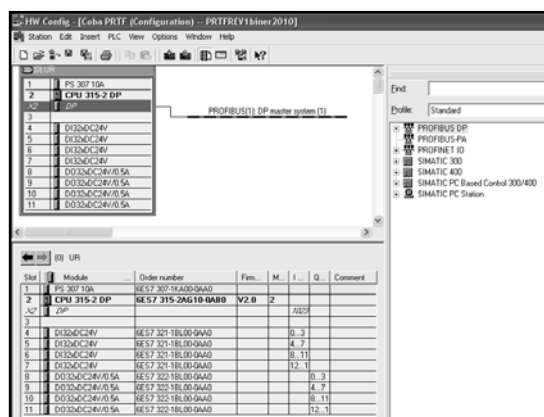 HW Config - [Coba PRTF (Configuration) -- PRTFREV1biner2010]
Station Edit Insert PLC View Options Window Help
(0) UR
1 PS 307 10A
2 CPU 315-2 DP
X2 DP
3
4 DI32xDC24V
5 DI32xDC24V
6 DI32xDC24V
7 DI32xDC24V
8 DO32xDC24V/0.5A
9 DO32xDC24V/0.5A
10 DO32xDC24V/0.5A
11 DO32xDC24V/0.5A
PROFIBUS(1): DP master system (1)
Find:
Profile: Standard
PROFIBUS DP
PROFIBUS-PA
PROFINET IO
SIMATIC 300
SIMATIC 400
SIMATIC PC Based Control 300/400
SIMATIC PC Station
(0) UR
Slot Module ... Order number Firm... M... I... Q... Comment
1 PS 307 10A 6ES7 307-1KA00-0AA0
2 CPU 315-2 DP 6ES7 315-2AG10-0AB0 V2.0 2
X2 DP 1023
3
4 DI32xDC24V 6ES7 321-1BL00-0AA0 0...3
5 DI32xDC24V 6ES7 321-1BL00-0AA0 4...7
6 DI32xDC24V 6ES7 321-1BL00-0AA0 8...11
7 DI32xDC24V 6ES7 321-1BL00-0AA0 12...1
8 DO32xDC24V/0.5A 6ES7 322-1BL00-0AA0 0...3
9 DO32xDC24V/0.5A 6ES7 322-1BL00-0AA0 4...7
10 DO32xDC24V/0.5A 6ES7 322-1BL00-0AA0 8...11
11 DO32xDC24V/0.5A 6ES7 322-1BL00-0AA0 12...1